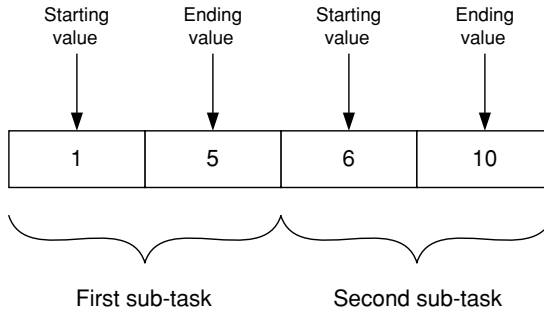 Starting
value
Ending
value
Starting
value
Ending
value
1 5 6 10
First sub-task Second sub-task